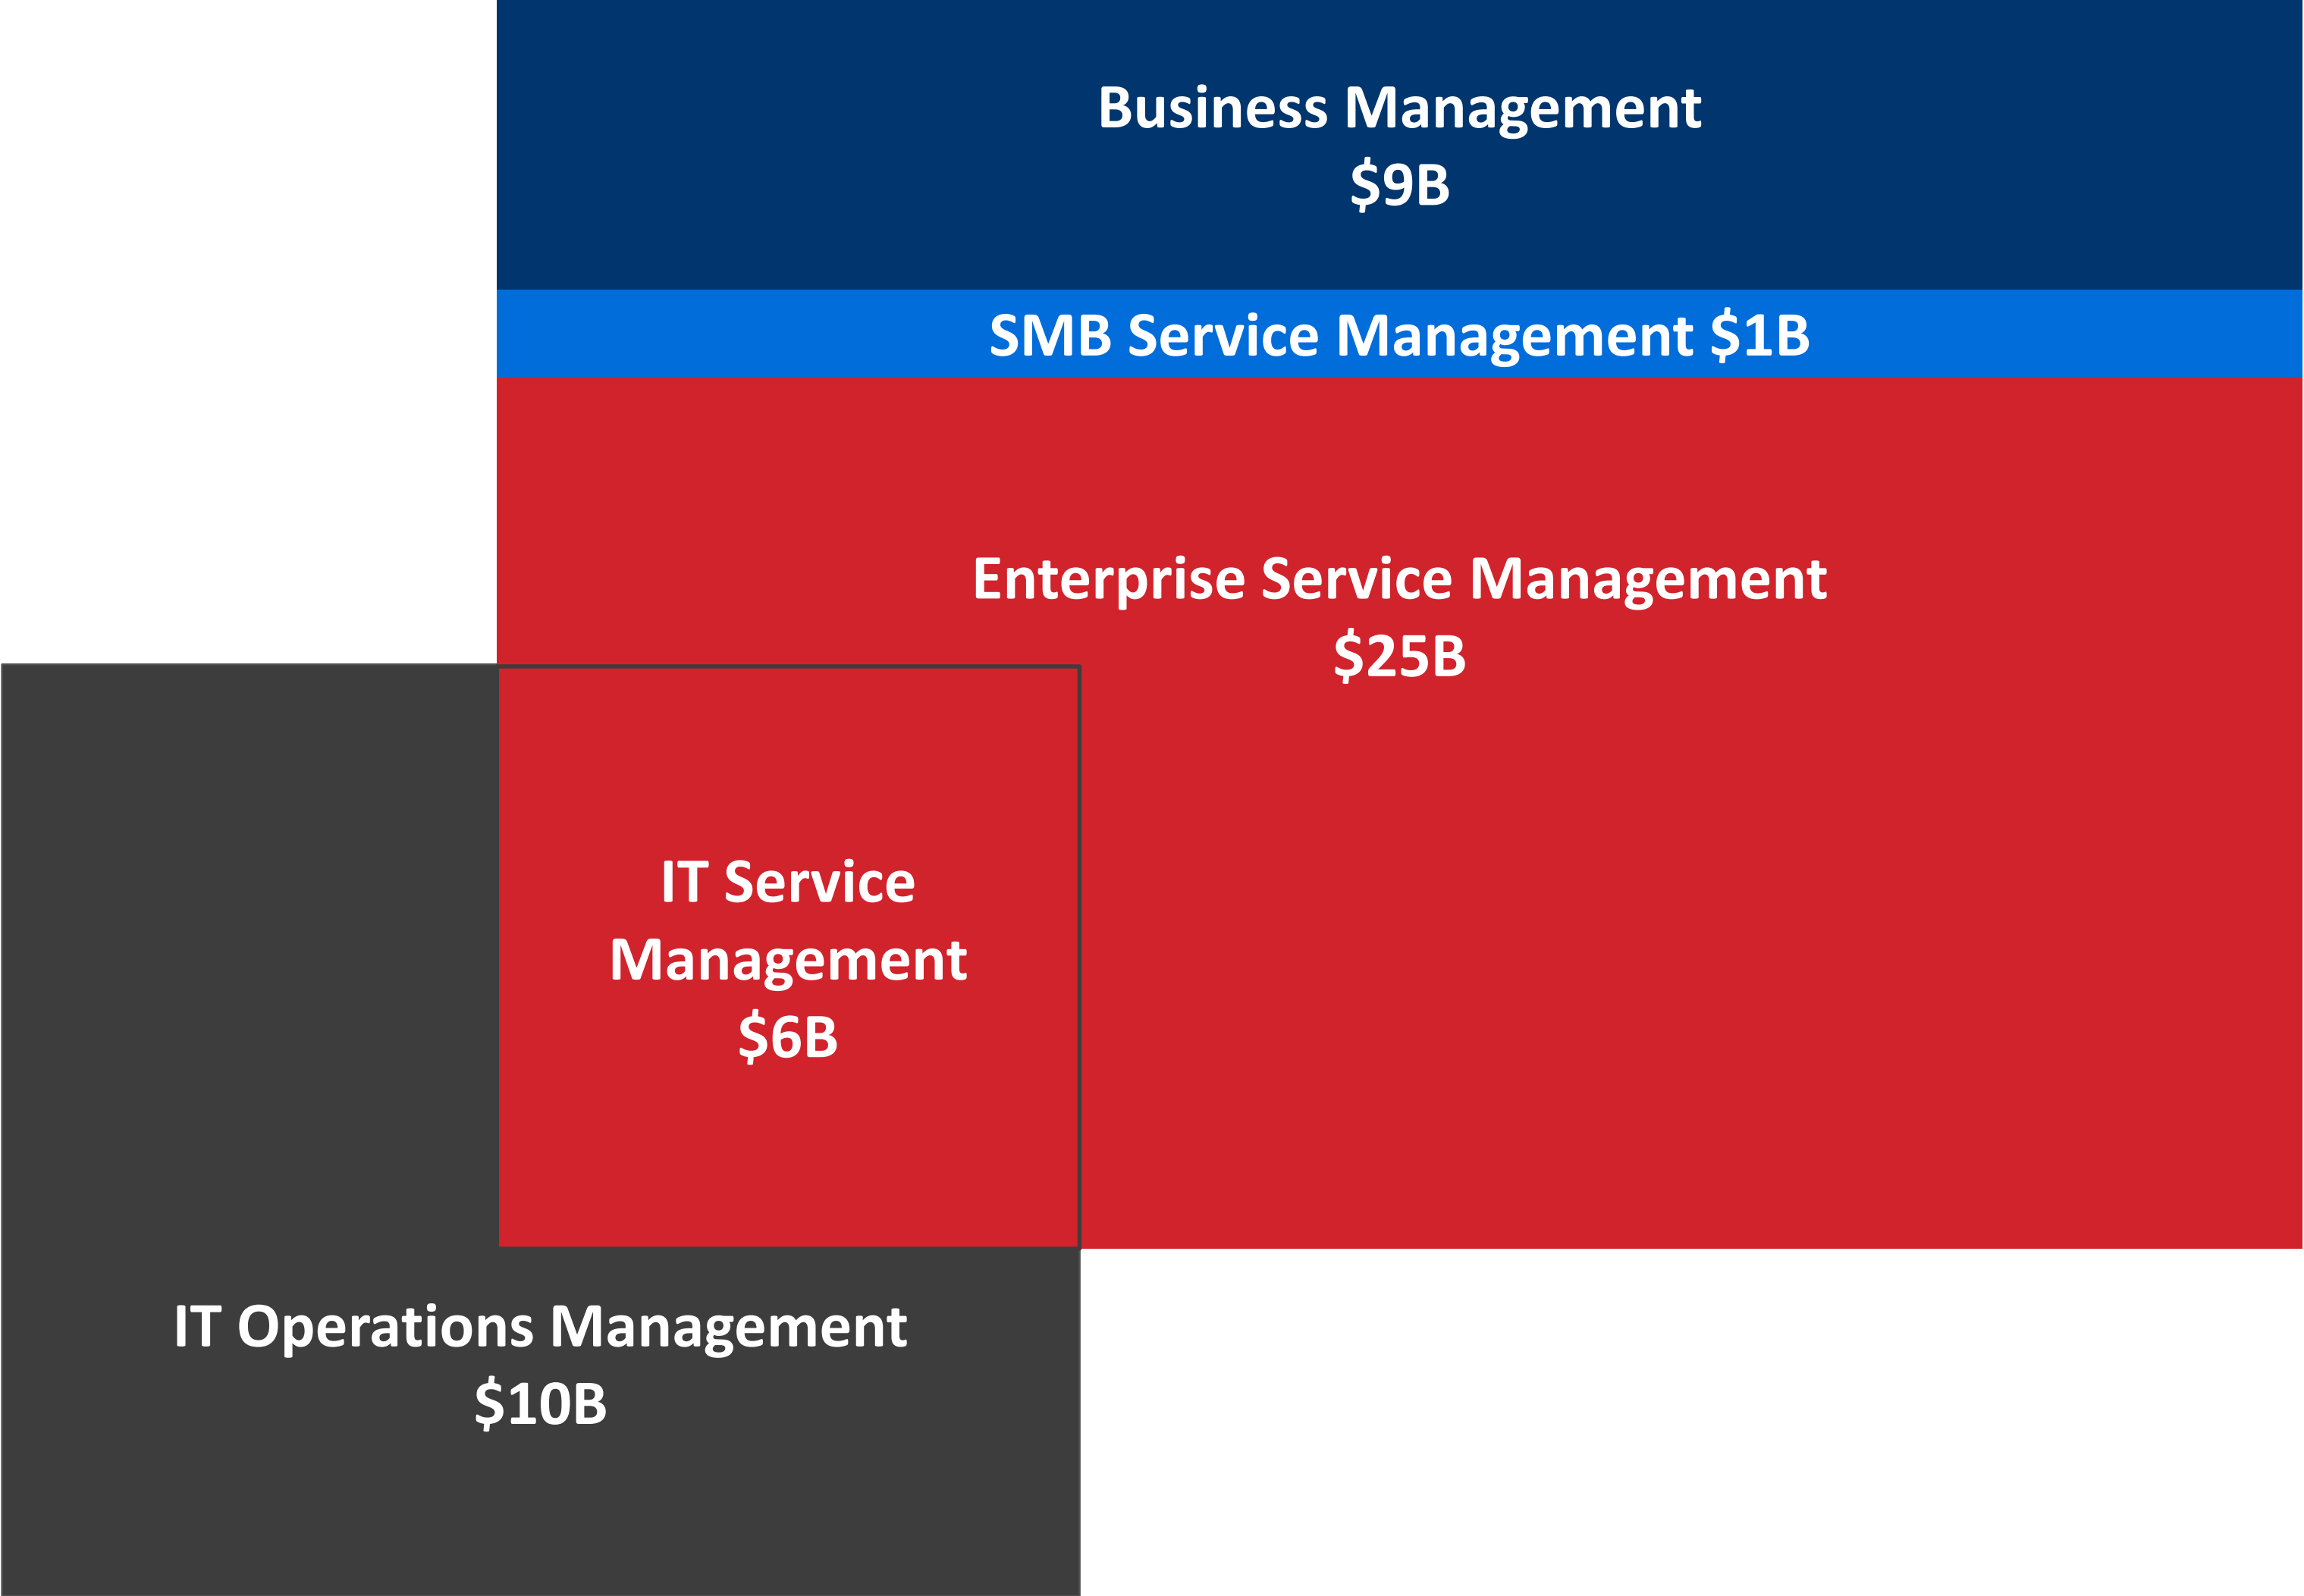 Business Management
$9B
SMB Service Management $1B
Enterprise Service Management
$25B
IT Service
Management
$6B
IT Operations Management
$10B